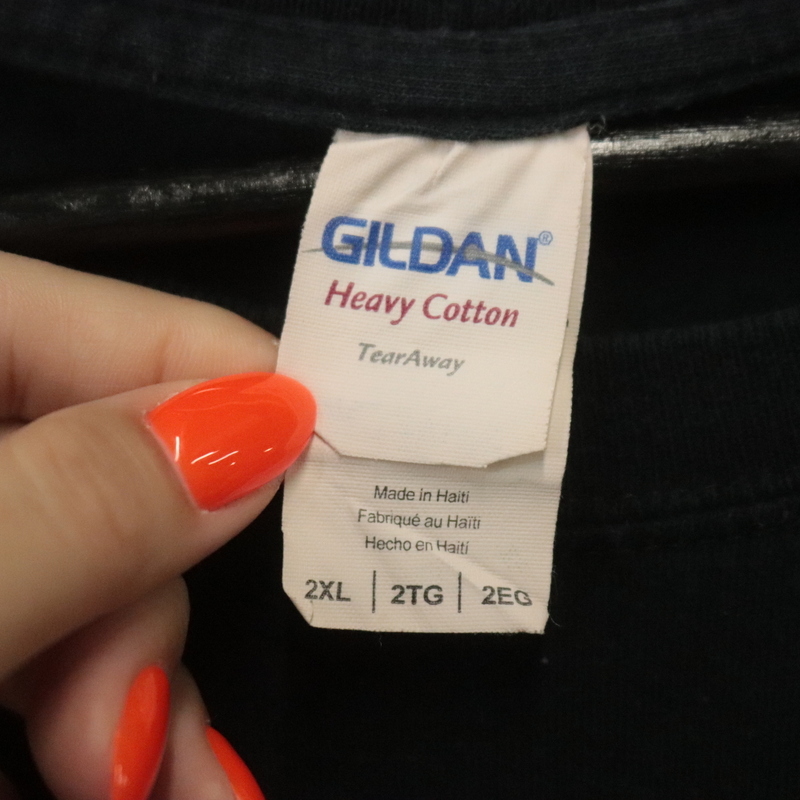 GILDAN®
Heavy Cotton
TearAway
Made in Haiti
Fabriqué au Haïti
Hecho en Haití
2XL | 2TG | 2EG